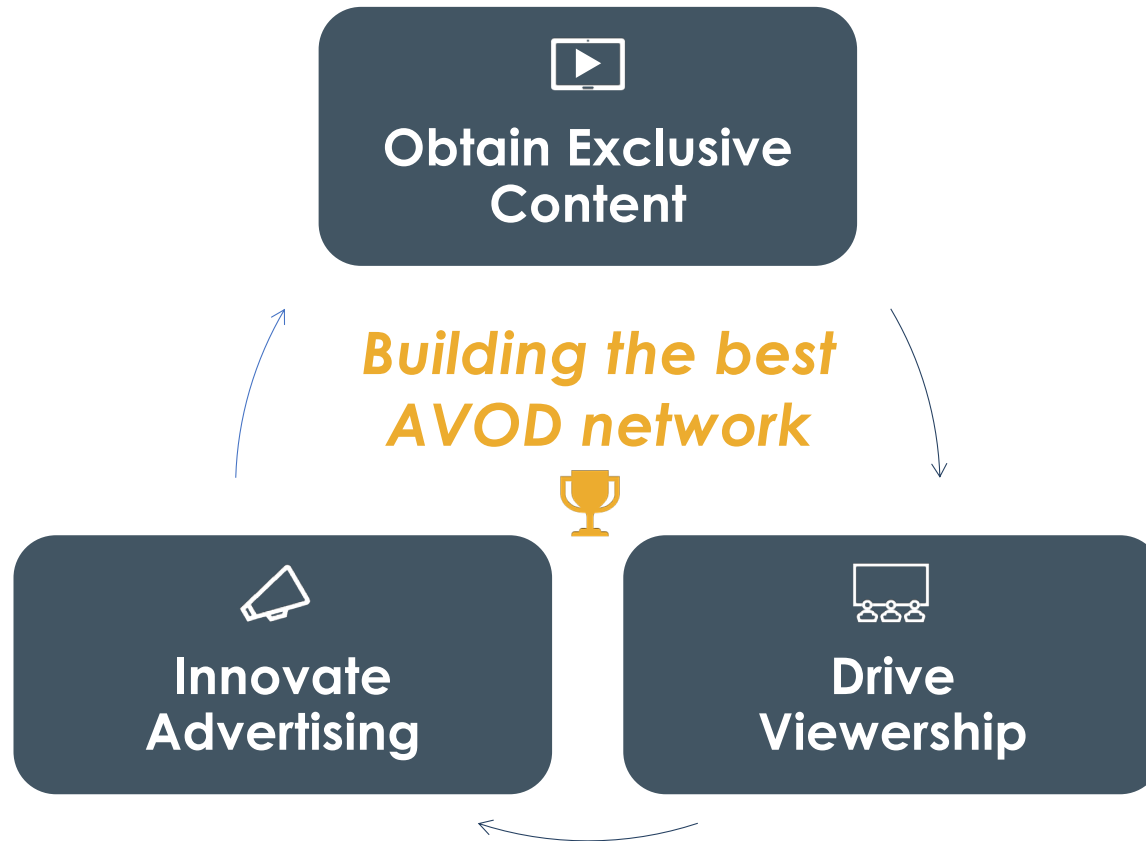 Obtain Exclusive
Content
Building the best
AVOD network
Innovate
Advertising
Drive
Viewership